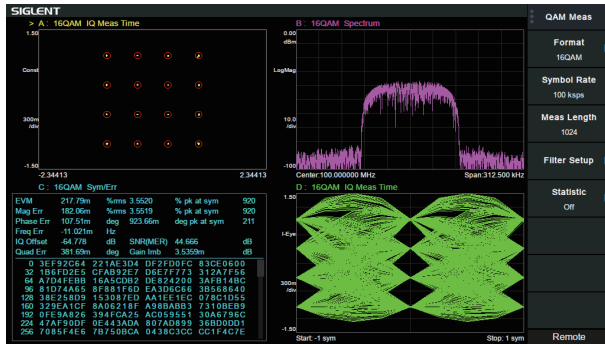 SIGLENT
> A: 16QAM IQ Meas Time
1.50
Const
300m
/div
-1.50
-2.34413 2.34413
B: 16QAM Spectrum
0.00
dBm
LogMag
10.0
/div
-100
Center:100.000000 MHz Span:312.500 kHz
C: 16QAM Sym/Err
EVM 217.79m %rms 3.5520 % pk at sym 920
Mag Err 182.06m %rms 3.5519 % pk at sym 920
Phase Err 107.51m deg 923.66m deg pk at sym 211
Freq Err -11.021m Hz
IQ Offset -64.778 dB SNR(MER) 44.666 dB
Quad Err 381.69m deg Gain Imb 3.5359m dB
0 3EF92C64 221AE3D4 DF2FD0FC 83CE0600
32 1B6FD2E5 CFAB92E7 D6E7F773 312A7F56
64 A7D4FEBB 16A5CDB2 DE824200 3AFB14BC
96 81D74A65 8F881F6D EA3D6C66 3B568640
128 38E258D9 153087ED AA1EE1EC 078C1D55
160 329EA1CF 8A06218F A98BABB3 7310BEB9
192 0FE9A826 394FCA25 AC059551 30A6796C
224 47AF90DF 0E443ADA 807AD899 36BD0DD1
256 7085F4E6 7B750BCA 0438C3CC CC1F4C7E
D: 16QAM IQ Meas Time
1.50
I-Eye
300m
/div
-1.50
Start: -1 sym Stop: 1 sym
QAM Meas
Format
16QAM
Symbol Rate
100 ksps
Meas Length
1024
Filter Setup
Statistic
Off
Remote